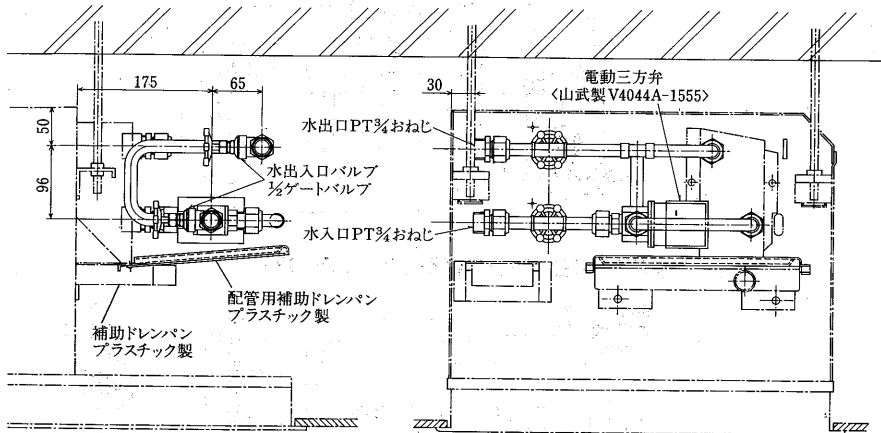 175
65
50
96
水出入口バルブ
½ゲートバルブ
配管用補助ドレンパン
プラスチック製
補助ドレンパン
プラスチック製
30
電動三方弁
〈山武製V4044A-1555〉
水出口PT¾おねじ
水入口PT¾おねじ